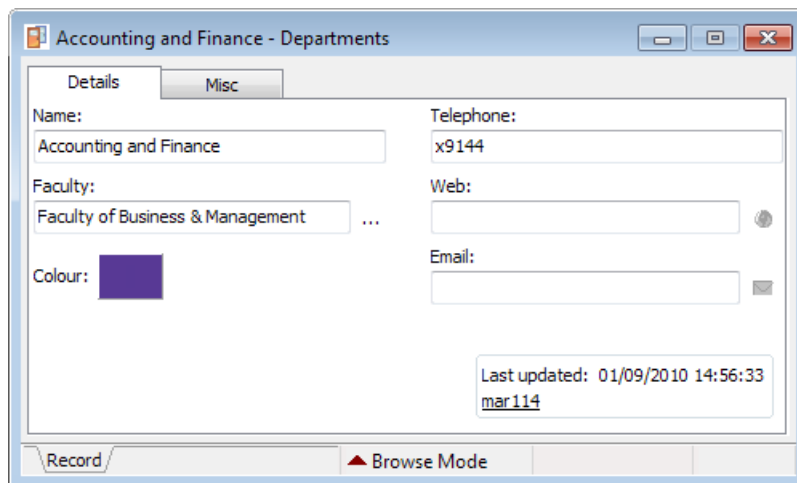 Accounting and Finance - Departments
Details Misc
Name:
Accounting and Finance
Faculty:
Faculty of Business & Management ...
Colour:
Telephone:
x9144
Web:
Email:
Last updated: 01/09/2010 14:56:33
mar114
Record Browse Mode